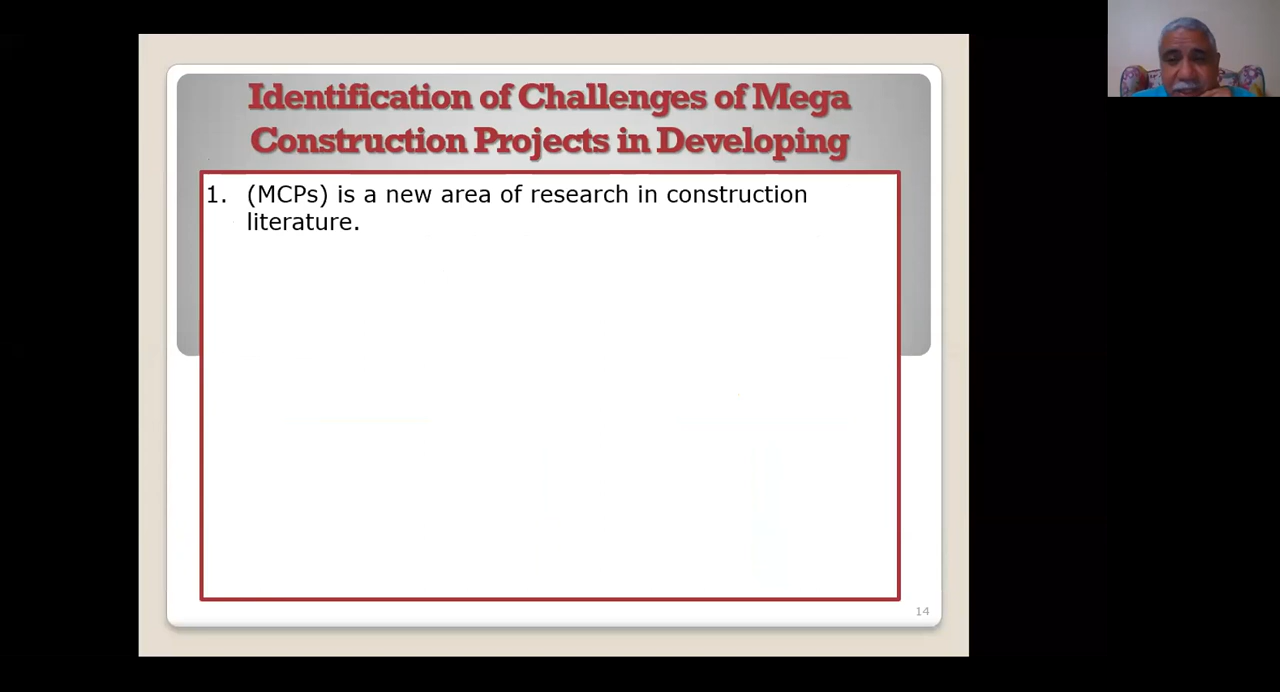 Identification of Challenges of Mega
Construction Projects in Developing
1. (MCPs) is a new area of research in construction
literature.
14